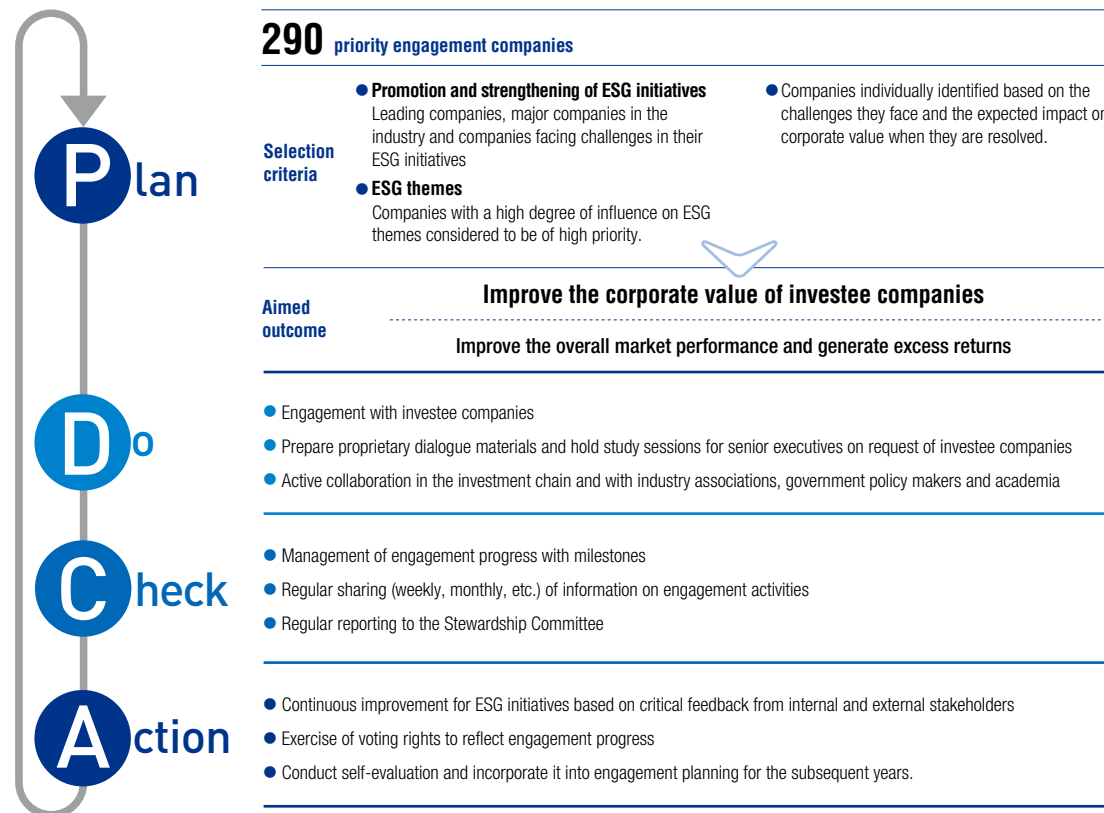 290 priority engagement companies
Selection
criteria
● Promotion and strengthening of ESG initiatives
Leading companies, major companies in the
industry and companies facing challenges in their
ESG initiatives
● ESG themes
Companies with a high degree of influence on ESG
themes considered to be of high priority.
● Companies individually identified based on the
challenges they face and the expected impact
corporate value when they are resolved.
Plan
Aimed
outcome
Improve the corporate value of investee companies
Improve the overall market performance and generate excess returns
Do
● Engagement with investee companies
● Prepare proprietary dialogue materials and hold study sessions for senior executives on request of investee companies
● Active collaboration in the investment chain and with industry associations, government policy makers and academia
Check
● Management of engagement progress with milestones
● Regular sharing (weekly, monthly, etc.) of information on engagement activities
● Regular reporting to the Stewardship Committee
Action
● Continuous improvement for ESG initiatives based on critical feedback from internal and external stakeholders
● Exercise of voting rights to reflect engagement progress
● Conduct self-evaluation and incorporate it into engagement planning for the subsequent years.